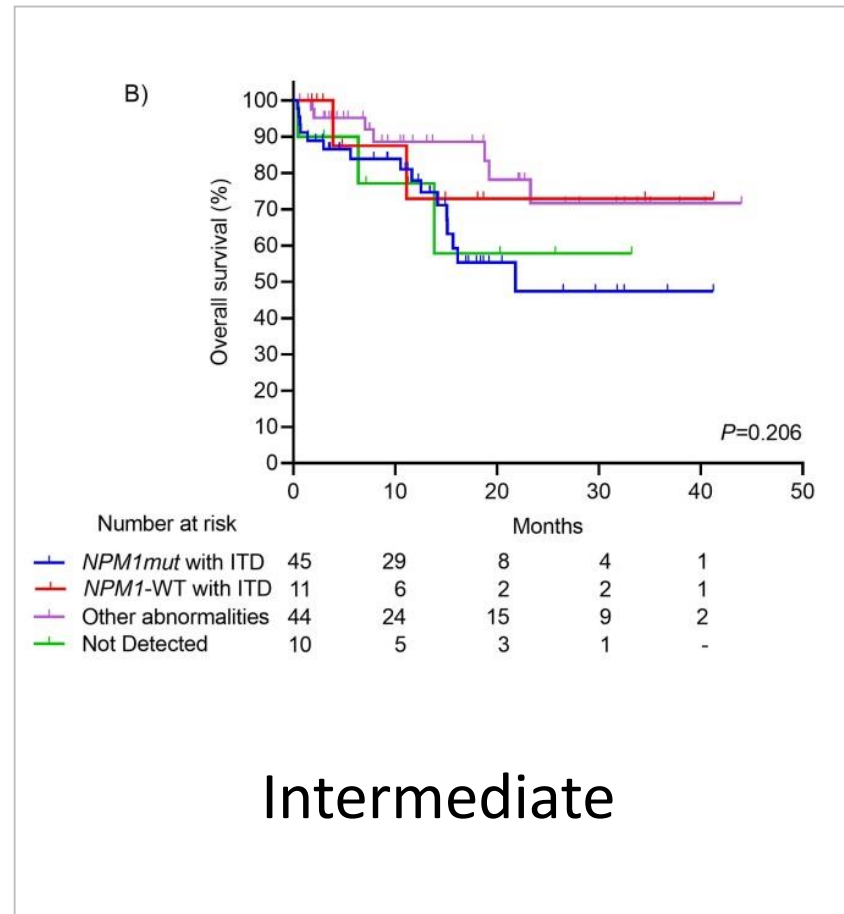 B)
Overall survival (%)
100
90
80
70
60
50
40
30
20
10
0
P=0.206
0 10 20 30 40 50
Number at risk Months
NPM1mut with ITD 45 29 8 4 1
NPM1-WT with ITD 11 6 2 2 1
Other abnormalities 44 24 15 9 2
Not Detected 10 5 3 1 -
Intermediate